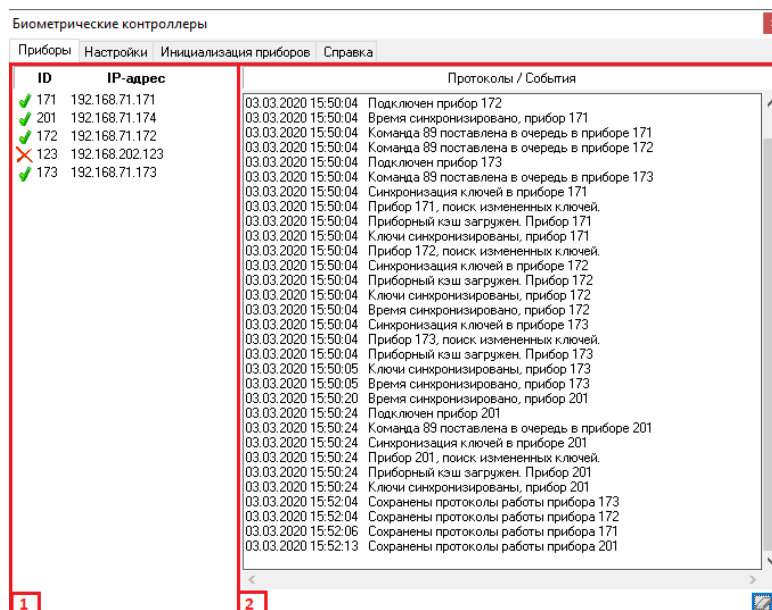 Биометрические контроллеры
Приборы Настройки Инициализация приборов Справка
ID IP-адрес
171 192.168.71.171
201 192.168.71.174
172 192.168.71.172
123 192.168.202.123
173 192.168.71.173
1
Протоколы / События
03.03.2020 15:50:04 Подключен прибор 172
03.03.2020 15:50:04 Время синхронизировано, прибор 171
03.03.2020 15:50:04 Команда 89 поставлена в очередь в приборе 171
03.03.2020 15:50:04 Команда 89 поставлена в очередь в приборе 172
03.03.2020 15:50:04 Подключен прибор 173
03.03.2020 15:50:04 Команда 89 поставлена в очередь в приборе 173
03.03.2020 15:50:04 Синхронизация ключей в приборе 171
03.03.2020 15:50:04 Прибор 171, поиск измененных ключей.
03.03.2020 15:50:04 Приборный кэш загружен. Прибор 171
03.03.2020 15:50:04 Ключи синхронизированы, прибор 171
03.03.2020 15:50:04 Прибор 172, поиск измененных ключей.
03.03.2020 15:50:04 Синхронизация ключей в приборе 172
03.03.2020 15:50:04 Приборный кэш загружен. Прибор 172
03.03.2020 15:50:04 Ключи синхронизированы, прибор 172
03.03.2020 15:50:04 Время синхронизировано, прибор 172
03.03.2020 15:50:04 Синхронизация ключей в приборе 173
03.03.2020 15:50:04 Прибор 173, поиск измененных ключей.
03.03.2020 15:50:04 Приборный кэш загружен. Прибор 173
03.03.2020 15:50:05 Ключи синхронизированы, прибор 173
03.03.2020 15:50:05 Время синхронизировано, прибор 173
03.03.2020 15:50:20 Время синхронизировано, прибор 201
03.03.2020 15:50:24 Подключен прибор 201
03.03.2020 15:50:24 Команда 89 поставлена в очередь в приборе 201
03.03.2020 15:50:24 Синхронизация ключей в приборе 201
03.03.2020 15:50:24 Прибор 201, поиск измененных ключей.
03.03.2020 15:50:24 Приборный кэш загружен. Прибор 201
03.03.2020 15:50:24 Ключи синхронизированы, прибор 201
03.03.2020 15:52:04 Сохранены протоколы работы прибора 173
03.03.2020 15:52:04 Сохранены протоколы работы прибора 172
03.03.2020 15:52:06 Сохранены протоколы работы прибора 171
03.03.2020 15:52:13 Сохранены протоколы работы прибора 201
2